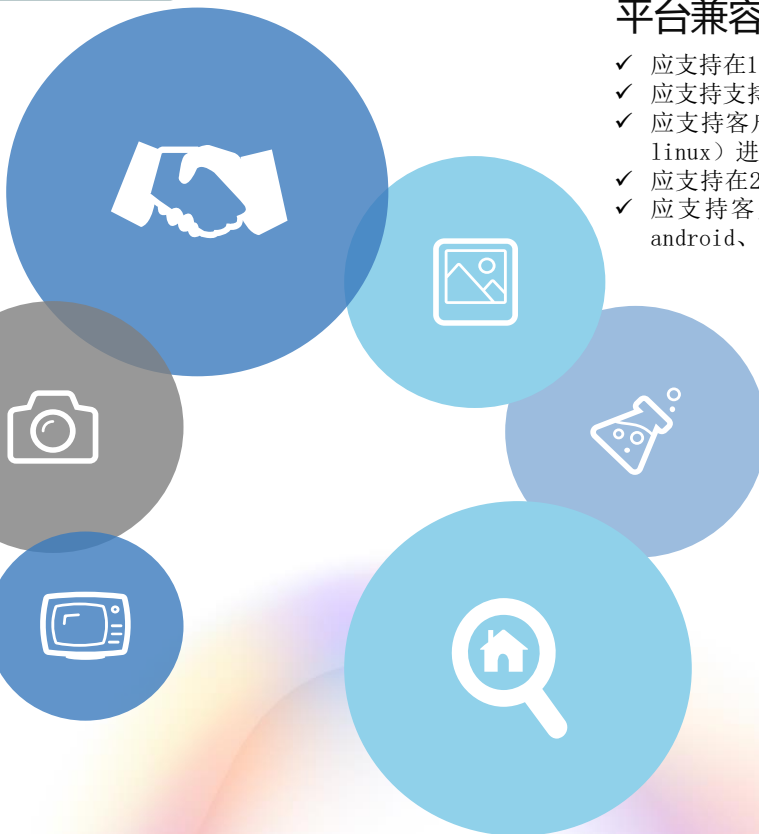 平台兼容
✓ 应支持在1
✓ 应支持支持
✓ 应支持客户
linux）进
✓ 应支持在2
✓ 应支持客
android、